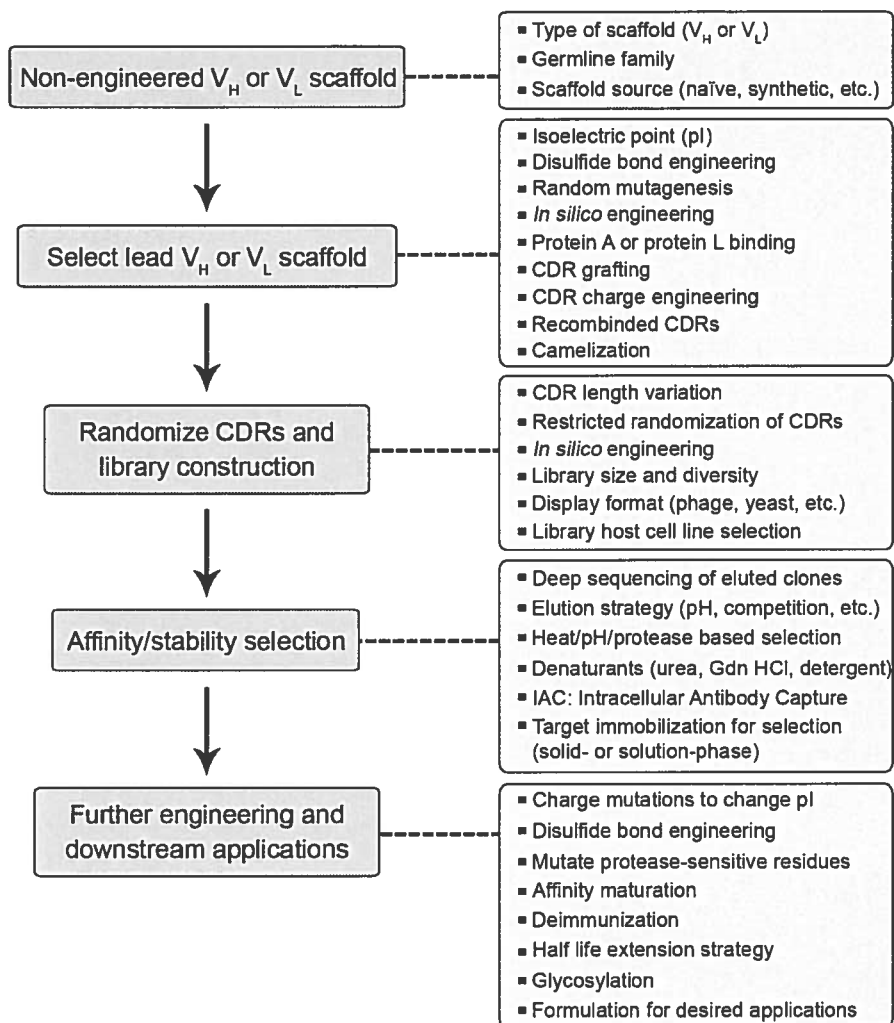 Non-engineered VH or VL scaffold
▪ Type of scaffold (VH or VL)
▪ Germline family
▪ Scaffold source (naïve, synthetic, etc.)
Select lead VH or VL scaffold
▪ Isoelectric point (pI)
▪ Disulfide bond engineering
▪ Random mutagenesis
▪ In silico engineering
▪ Protein A or protein L binding
▪ CDR grafting
▪ CDR charge engineering
▪ Recombinded CDRs
▪ Camelization
Randomize CDRs and
library construction
▪ CDR length variation
▪ Restricted randomization of CDRs
▪ In silico engineering
▪ Library size and diversity
▪ Display format (phage, yeast, etc.)
▪ Library host cell line selection
Affinity/stability selection
▪ Deep sequencing of eluted clones
▪ Elution strategy (pH, competition, etc.)
▪ Heat/pH/protease based selection
▪ Denaturants (urea, Gdn HCl, detergent)
▪ IAC: Intracellular Antibody Capture
▪ Target immobilization for selection
(solid- or solution-phase)
Further engineering and
downstream applications
▪ Charge mutations to change pI
▪ Disulfide bond engineering
▪ Mutate protease-sensitive residues
▪ Affinity maturation
▪ Deimmunization
▪ Half life extension strategy
▪ Glycosylation
▪ Formulation for desired applications